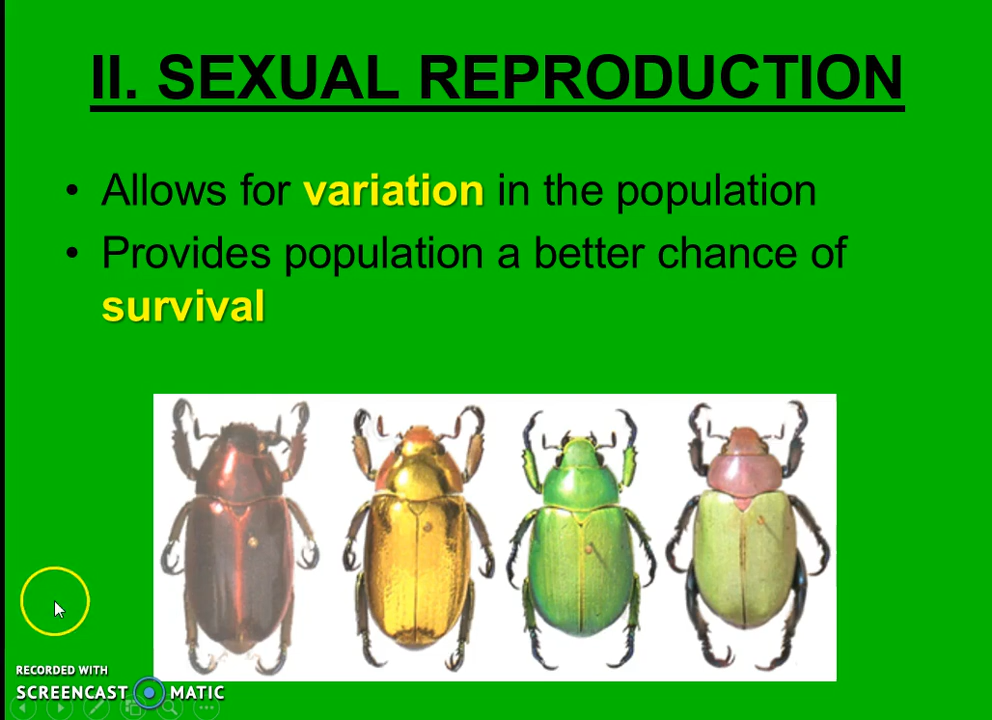 II. SEXUAL REPRODUCTION
• Allows for variation in the population
• Provides population a better chance of
survival
RECORDED WITH
SCREENCAST MATIC